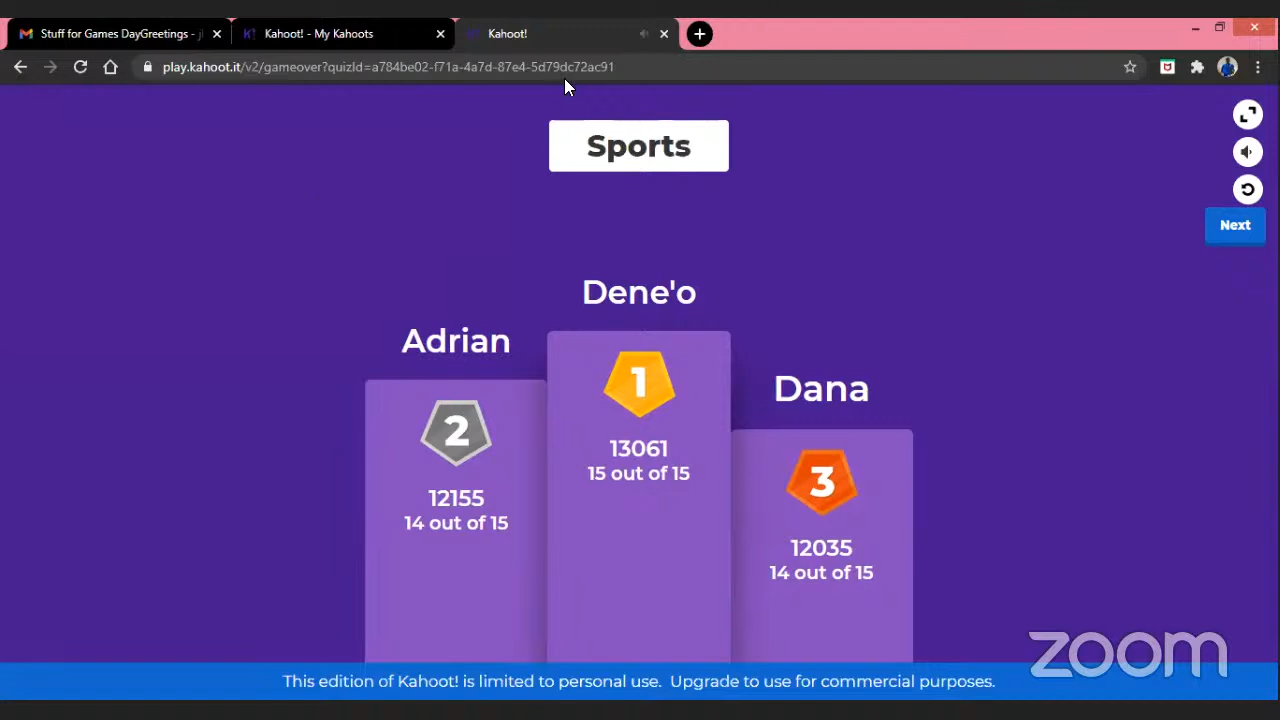 Stuff for Games DayGreetings - jl
Kahoot! - My Kahoots
Kahoot!
play.kahoot.it/v2/gameover?quizId=a784be02-f71a-4a7d-87e4-5d79dc72ac91
Sports
Next
Dene'o
Adrian
Dana
1
13061
15 out of 15
2
12155
14 out of 15
3
12035
14 out of 15
zoom
This edition of Kahoot! is limited to personal use. Upgrade to use for commercial purposes.